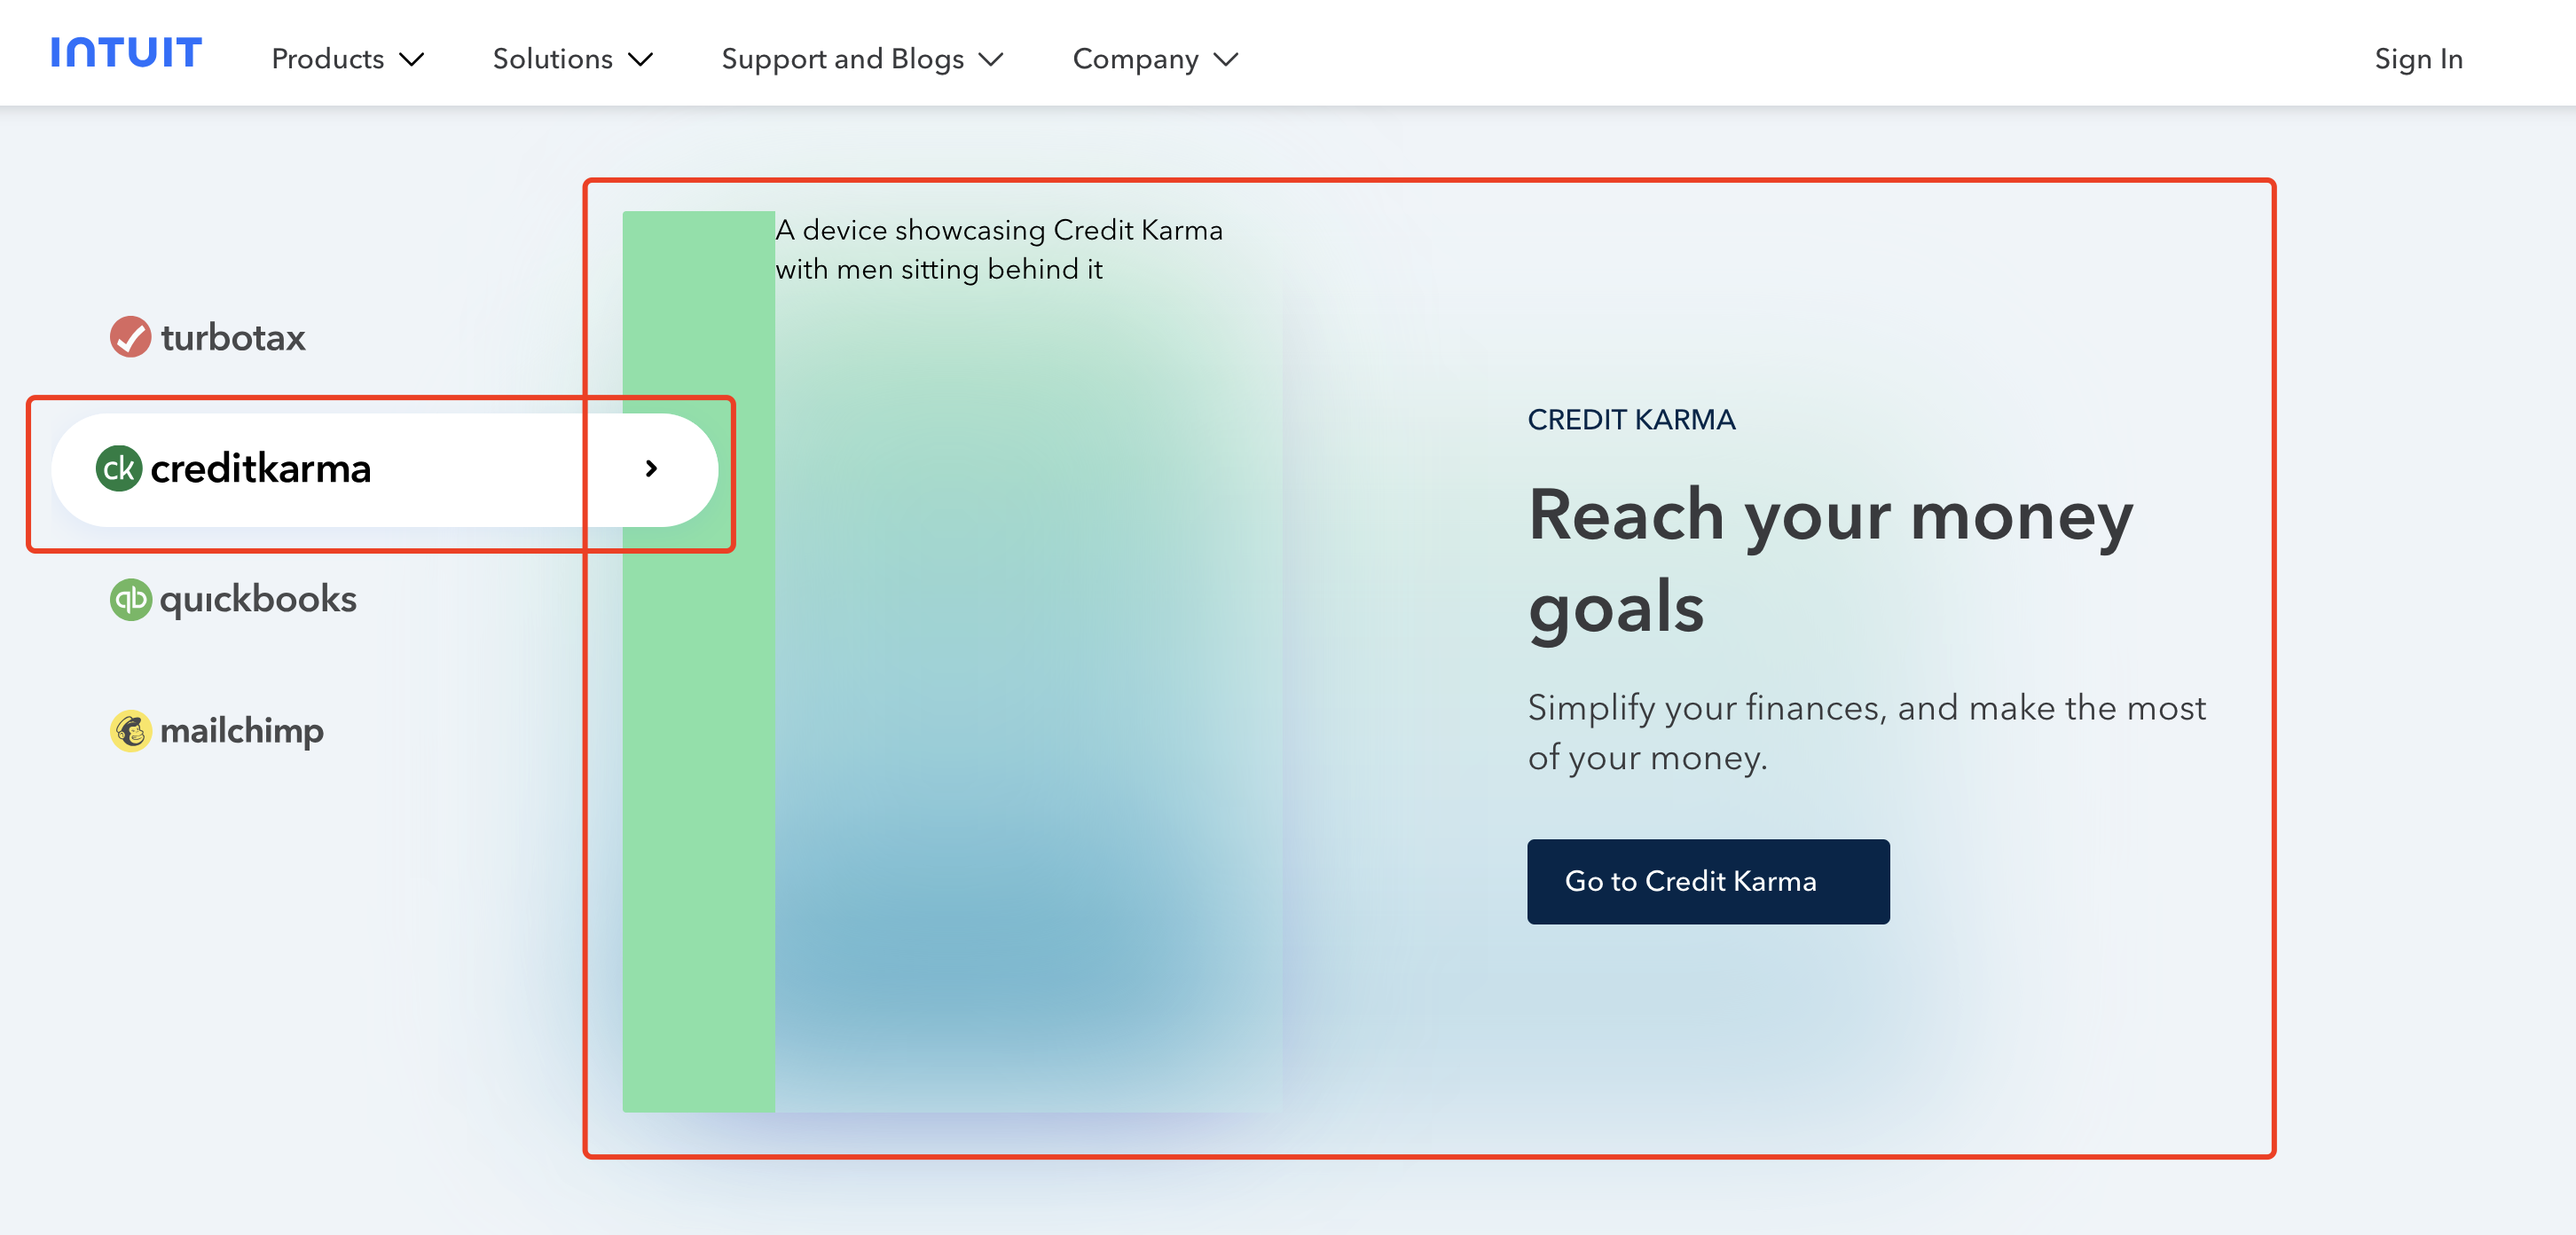 INTUIT
Products
Solutions
Support and Blogs
Company
Sign In
A device showcasing Credit Karma
with men sitting behind it
turbotax
ck creditkarma
qb quickbooks
mailchimp
CREDIT KARMA
Reach your money
goals
Simplify your finances, and make the most
of your money.
Go to Credit Karma